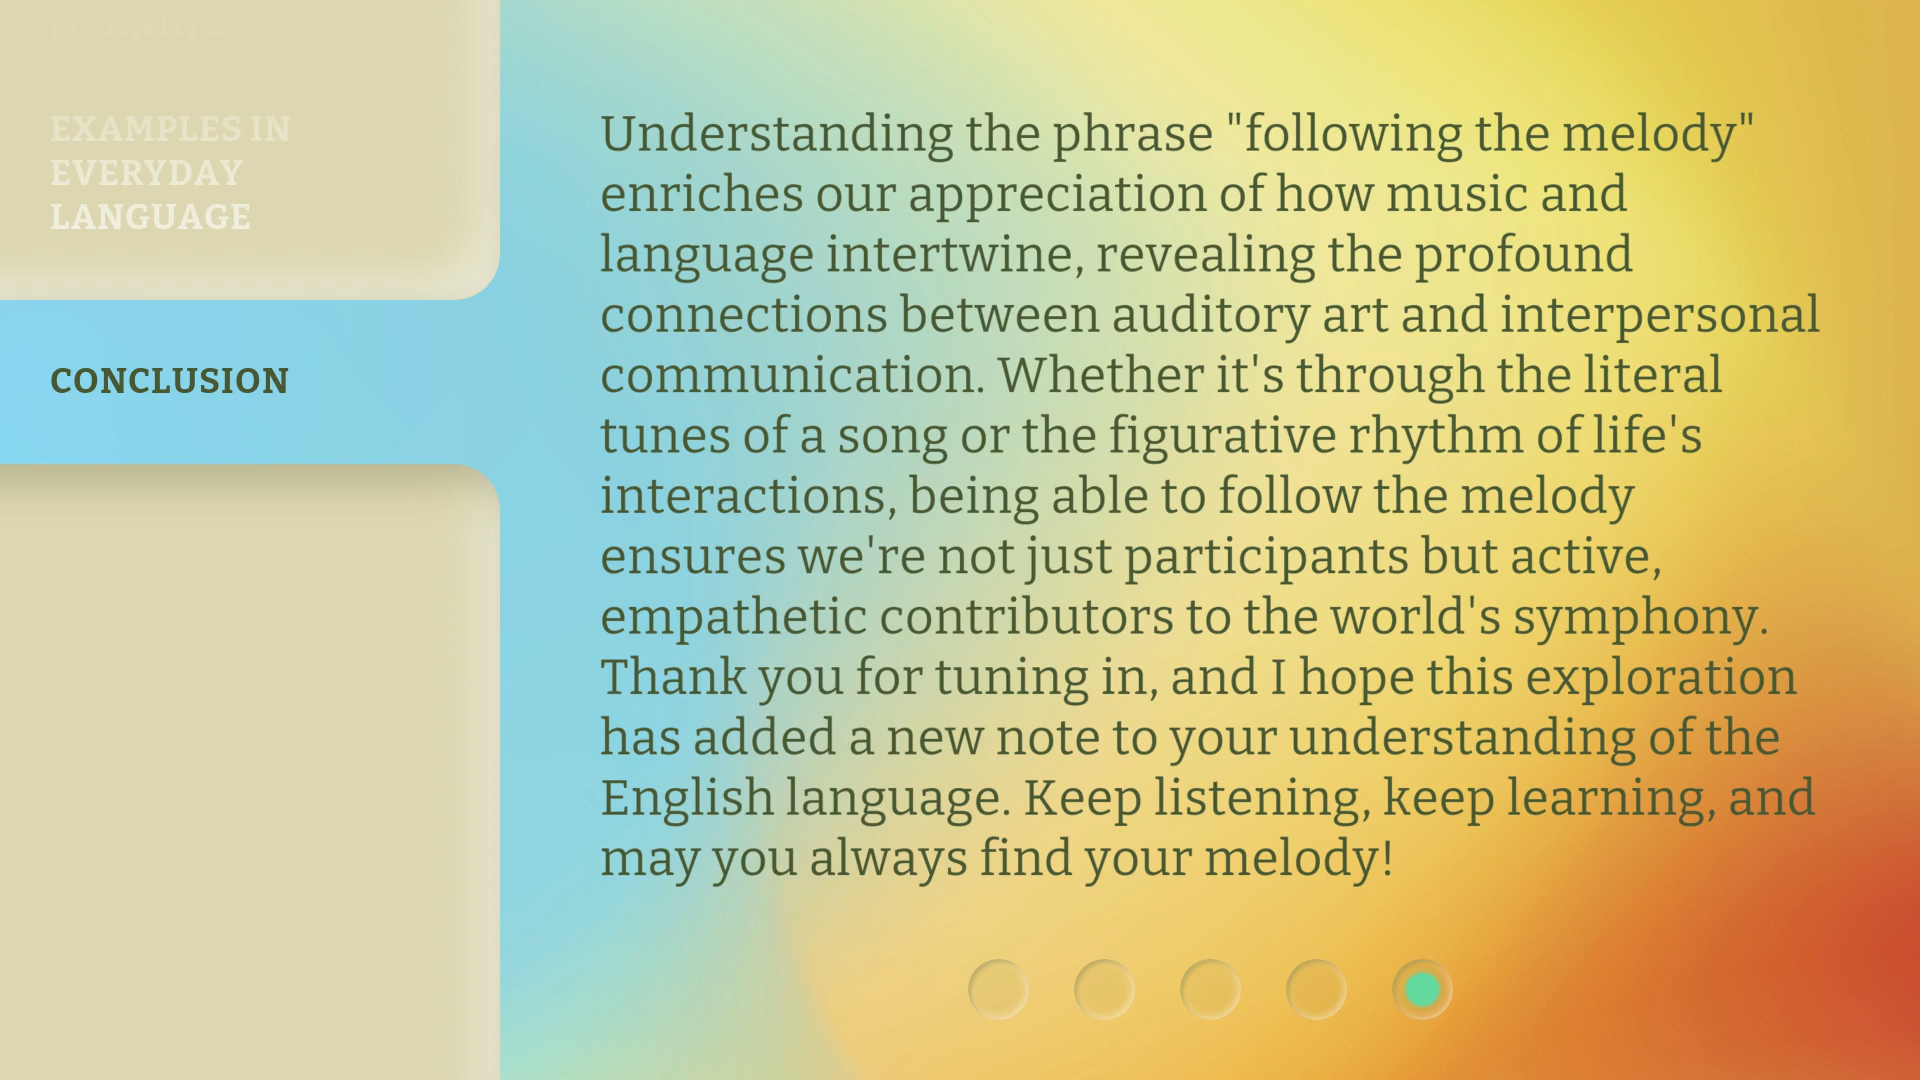 MEANING
EXAMPLES IN
EVERYDAY
LANGUAGE
CONCLUSION
Understanding the phrase "following the melody"
enriches our appreciation of how music and
language intertwine, revealing the profound
connections between auditory art and interpersonal
communication. Whether it's through the literal
tunes of a song or the figurative rhythm of life's
interactions, being able to follow the melody
ensures we're not just participants but active,
empathetic contributors to the world's symphony.
Thank you for tuning in, and I hope this exploration
has added a new note to your understanding of the
English language. Keep listening, keep learning, and
may you always find your melody!